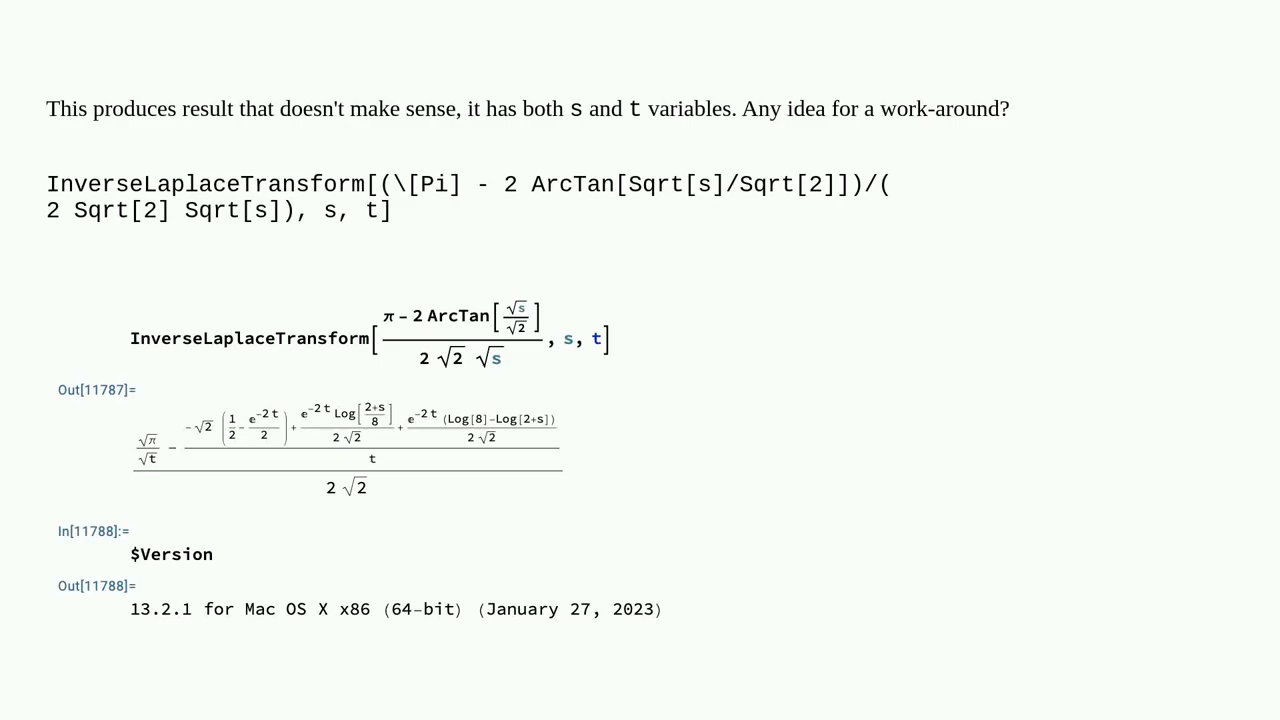 This produces result that doesn't make sense, it has both s and t variables. Any idea for a work-around?
InverseLaplaceTransform[(\[Pi] - 2 ArcTan[Sqrt[s]/Sqrt[2]])/(
2 Sqrt[2] Sqrt[s]), s, t]
InverseLaplaceTransform[(π – 2 ArcTan[√s/√2])/(2 √2 √s), s, t]
Out[11787]=
(√π/√t – (-√2 (1/2 - e^(-2 t)/2) + (e^(-2 t) Log[(2+s)/8])/(2 √2) + (e^(-2 t) (Log[8]-Log[2+s]))/(2 √2))/t)/(2 √2)
In[11788]:=
$Version
Out[11788]=
13.2.1 for Mac OS X x86 (64-bit) (January 27, 2023)